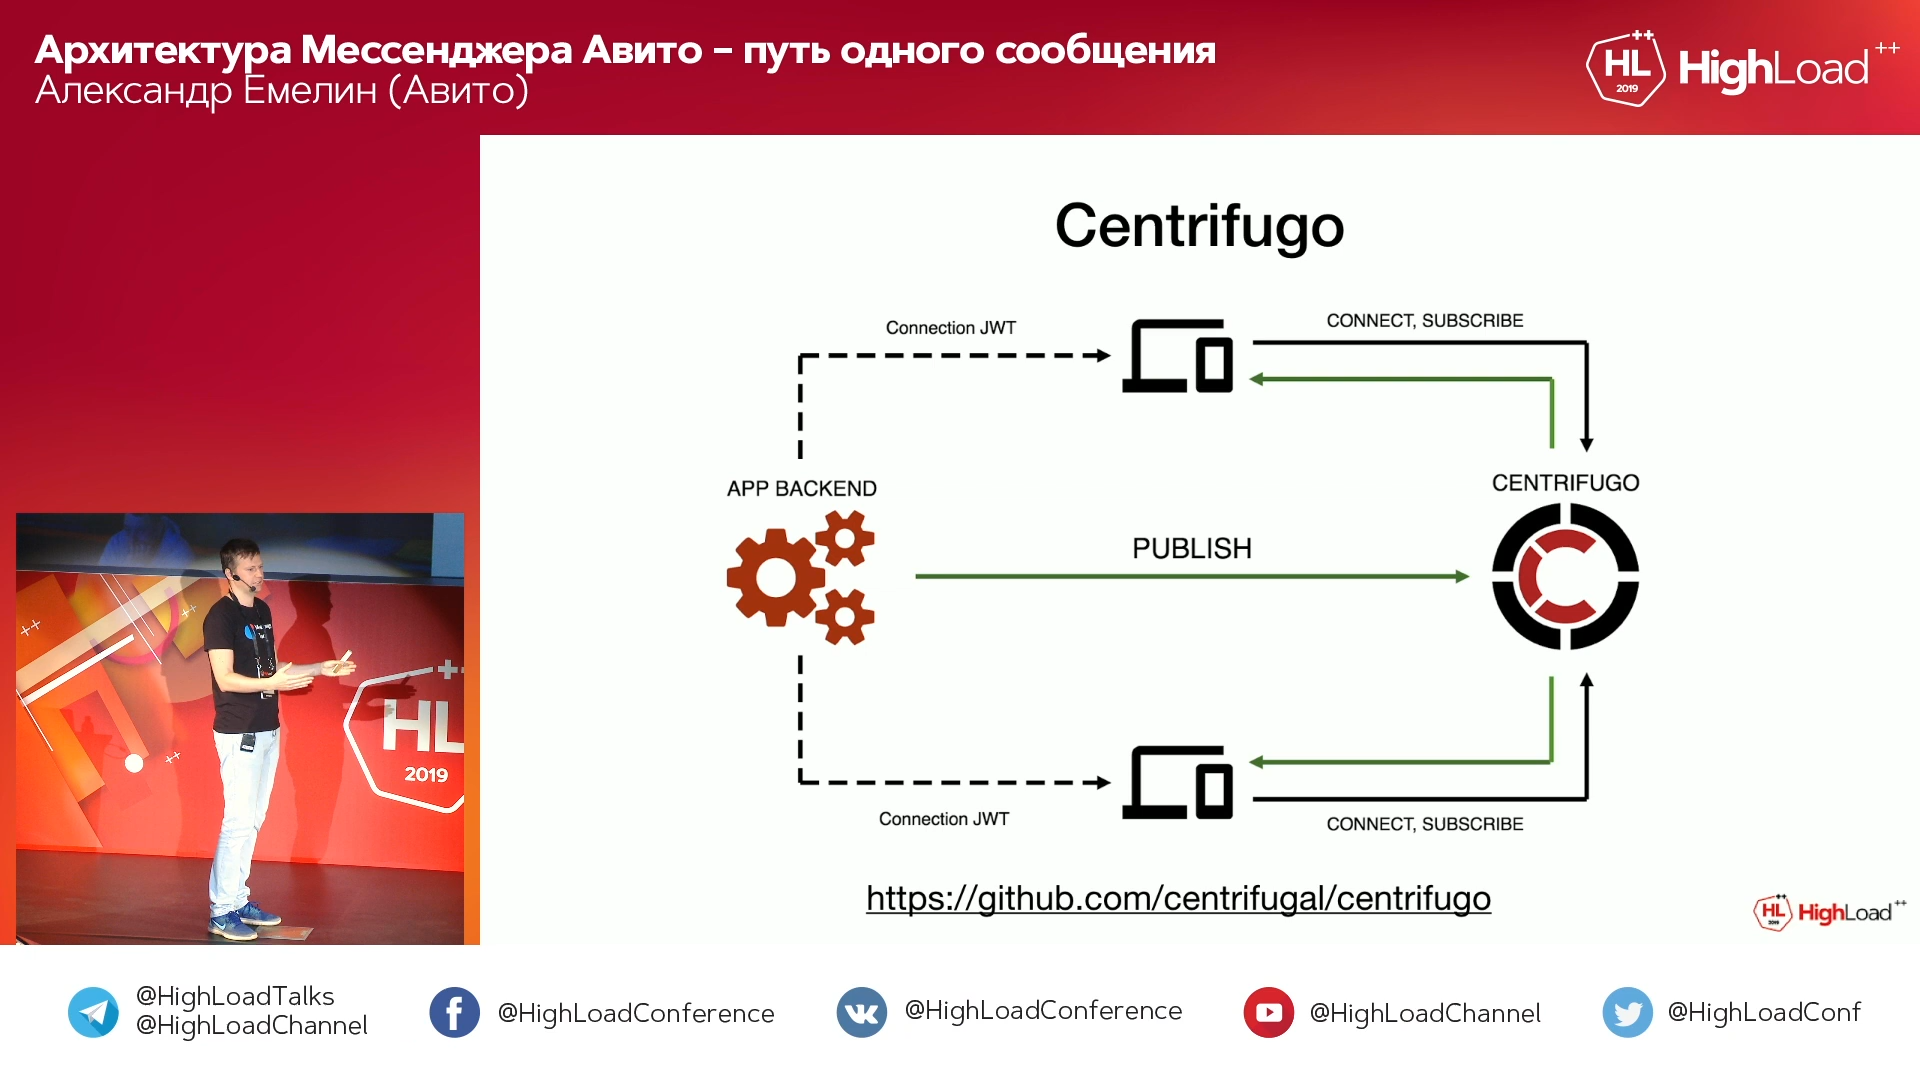 Архитектура Мессенджера Авито – путь одного сообщения
Александр Емелин (Авито)
HL++
2019
HighLoad++
Centrifugo
Connection JWT
CONNECT, SUBSCRIBE
APP BACKEND
CENTRIFUGO
PUBLISH
Connection JWT
CONNECT, SUBSCRIBE
https://github.com/centrifugal/centrifugo
HL++
2019
HighLoad++
++
++
++
HL
2019
@HighLoadTalks
@HighLoadChannel
@HighLoadConference
@HighLoadConference
@HighLoadChannel
@HighLoadConf